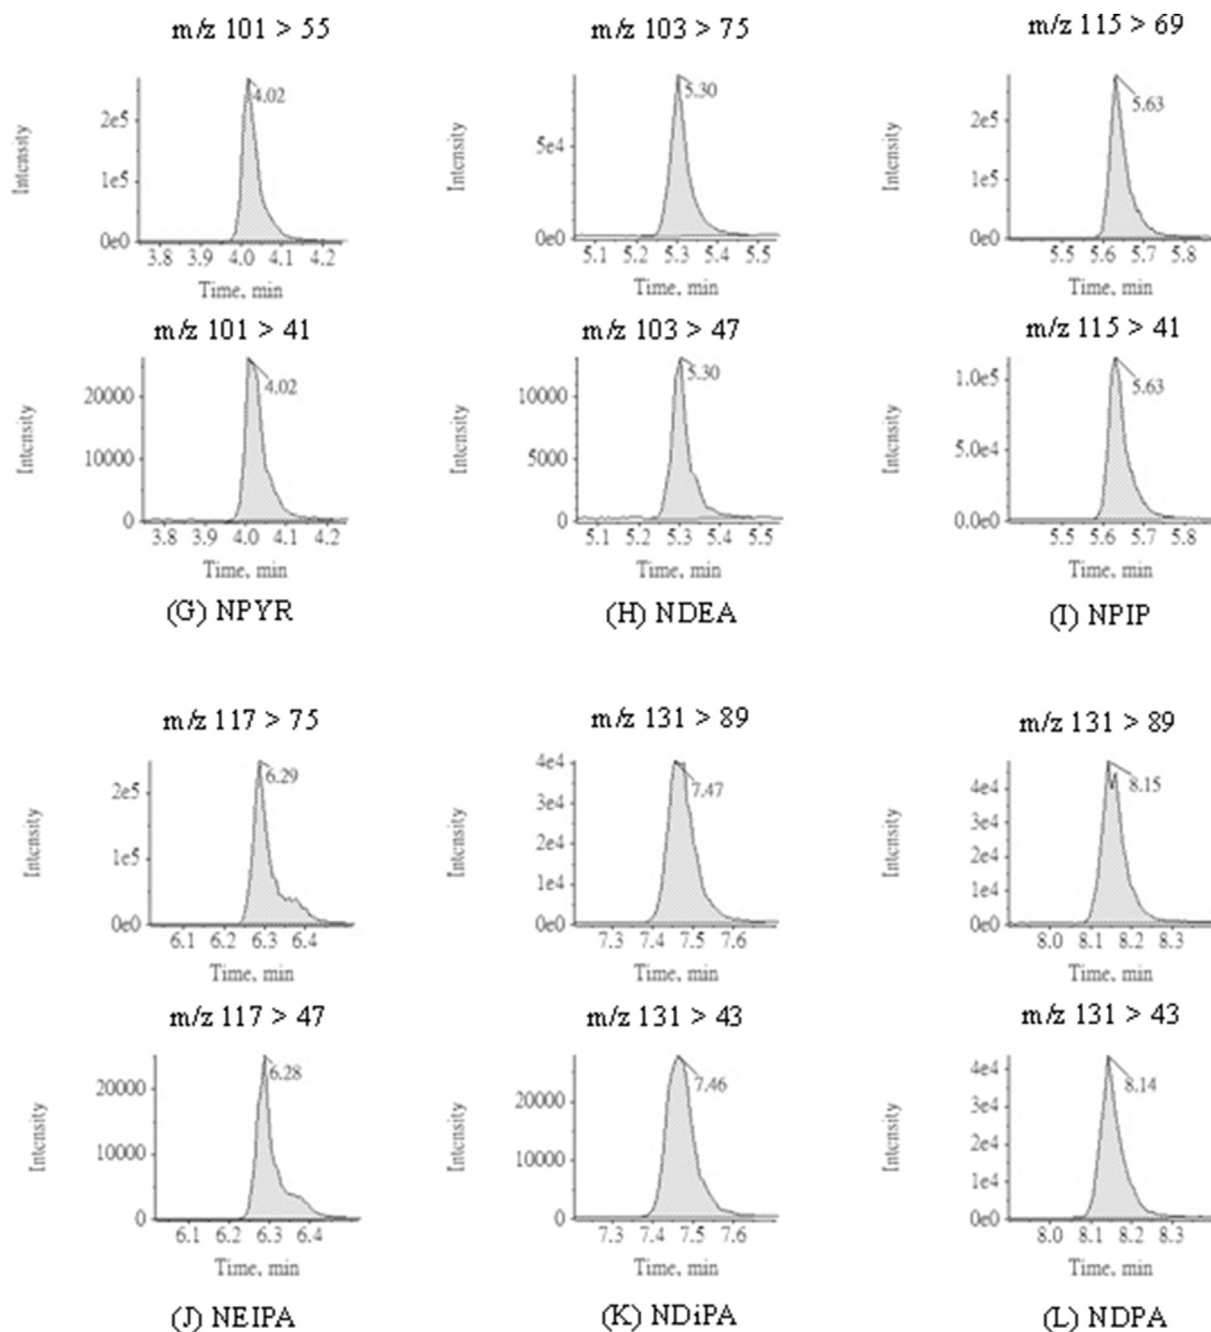 m/z 101 > 55
m/z 103 > 75
m/z 115 > 69
Intensity
2e5
1e5
0e0
4.02
3.8 3.9 4.0 4.1 4.2
Time, min
Intensity
5e4
0e0
5.30
5.1 5.2 5.3 5.4 5.5
Time, min
Intensity
2e5
1e5
0e0
5.63
5.5 5.6 5.7 5.8
Time, min
m/z 101 > 41
m/z 103 > 47
m/z 115 > 41
Intensity
20000
10000
0
4.02
3.8 3.9 4.0 4.1 4.2
Time, min
Intensity
10000
5000
0
5.30
5.1 5.2 5.3 5.4 5.5
Time, min
Intensity
1.0e5
5.0e4
0.0e0
5.63
5.5 5.6 5.7 5.8
Time, min
(G) NPYR
(H) NDEA
(I) NPIP
m/z 117 > 75
m/z 131 > 89
m/z 131 > 89
Intensity
2e5
1e5
0e0
6.29
6.1 6.2 6.3 6.4
Time, min
Intensity
4e4
3e4
2e4
1e4
0e0
7.47
7.3 7.4 7.5 7.6
Time, min
Intensity
4e4
3e4
2e4
1e4
0e0
8.15
8.0 8.1 8.2 8.3
Time, min
m/z 117 > 47
m/z 131 > 43
m/z 131 > 43
Intensity
20000
10000
0
6.28
6.1 6.2 6.3 6.4
Time, min
Intensity
20000
10000
0
7.46
7.3 7.4 7.5 7.6
Time, min
Intensity
4e4
3e4
2e4
1e4
0e0
8.14
8.0 8.1 8.2 8.3
Time, min
(J) NEIPA
(K) NDiPA
(L) NDPA